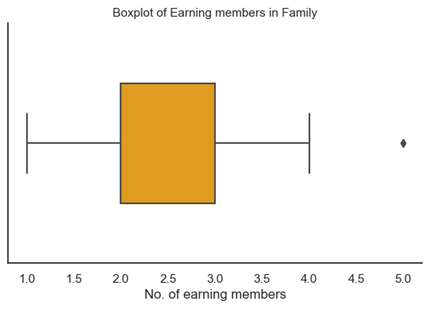 Boxplot of Earning members in Family
1.0 1.5 2.0 2.5 3.0 3.5 4.0 4.5 5.0
No. of earning members